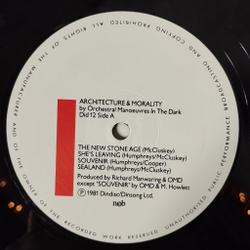 ARCHITECTURE & MORALITY
by Orchestral Manoeuvres In The Dark
Did 12 Side A
THE NEW STONE AGE (McCluskey)
SHE'S LEAVING (Humphreys/McCluskey)
SOUVENIR (Humphreys/Cooper)
SEALAND (Humphreys/McCluskey)
Produced by Richard Manwaring & OMD
except "SOUVENIR" by OMD & M. Howlett
℗ 1981 Dindisc/Dinsong Ltd.
ncb
ALL RIGHTS OF THE MANUFACTURER AND OF THE OWNER OF THE RECORDED WORK RESERVED UNAUTHORISED PUBLIC PERFORMANCE BROADCASTING AND COPYING PROHIBITED